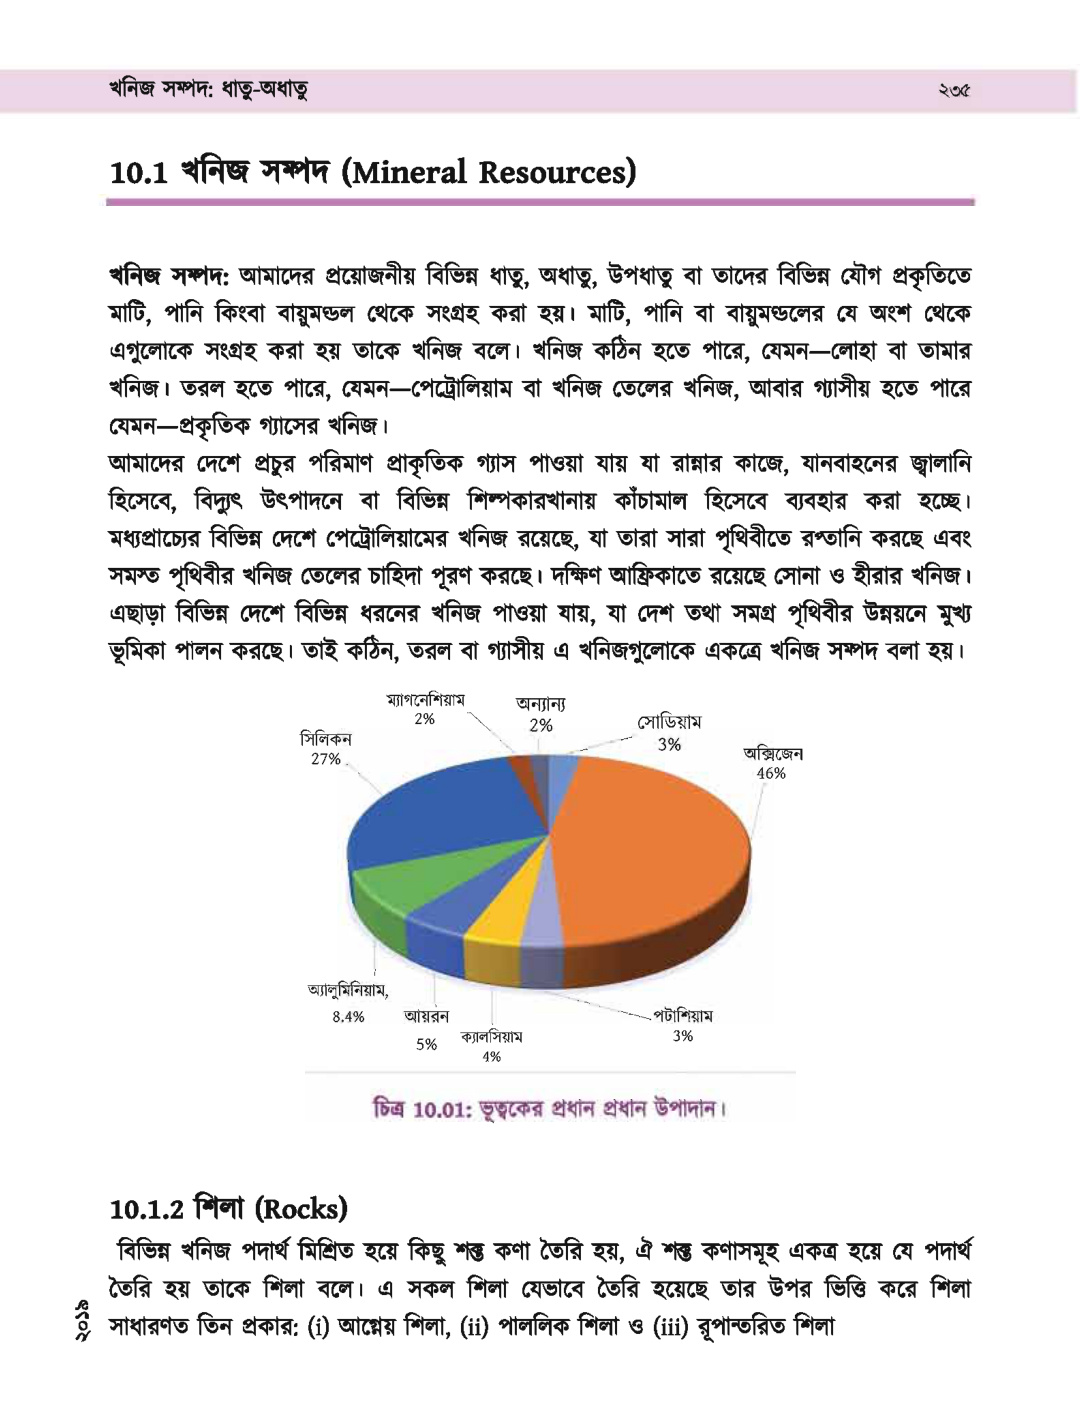 খনিজ সম্পদ: ধাতু-অধাতু ২৩৫
10.1 খনিজ সম্পদ (Mineral Resources)
খনিজ সম্পদ: আমাদের প্রয়োজনীয় বিভিন্ন ধাতু, অধাতু, উপধাতু বা তাদের বিভিন্ন যৌগ প্রকৃতিতে
মাটি, পানি কিংবা বায়ুমন্ডল থেকে সংগ্রহ করা হয়। মাটি, পানি বা বায়ুমণ্ডলের যে অংশ থেকে
এগুলোকে সংগ্রহ করা হয় তাকে খনিজ বলে। খনিজ কঠিন হতে পারে, যেমন—লোহা বা তামার
খনিজ। তরল হতে পারে, যেমন—পেট্রোলিয়াম বা খনিজ তেলের খনিজ, আবার গ্যাসীয় হতে পারে
যেমন—প্রকৃতিক গ্যাসের খনিজ।
আমাদের দেশে প্রচুর পরিমাণ প্রাকৃতিক গ্যাস পাওয়া যায় যা রান্নার কাজে, যানবাহনের জ্বালানি
হিসেবে, বিদ্যুৎ উৎপাদনে বা বিভিন্ন শিল্পকারখানায় কাঁচামাল হিসেবে ব্যবহার করা হচ্ছে।
মধ্যপ্রাচ্যের বিভিন্ন দেশে পেট্রোলিয়ামের খনিজ রয়েছে, যা তারা সারা পৃথিবীতে রপ্তানি করছে এবং
সমস্ত পৃথিবীর খনিজ তেলের চাহিদা পূরণ করছে। দক্ষিণ আফ্রিকাতে রয়েছে সোনা ও হীরার খনিজ।
এছাড়া বিভিন্ন দেশে বিভিন্ন ধরনের খনিজ পাওয়া যায়, যা দেশ তথা সমগ্র পৃথিবীর উন্নয়নে মুখ্য
ভূমিকা পালন করছে। তাই কঠিন, তরল বা গ্যাসীয় এ খনিজগুলোকে একত্রে খনিজ সম্পদ বলা হয়।
ম্যাগনেশিয়াম
2%
অন্যান্য
2%
সোডিয়াম
3%
সিলিকন
27%
অক্সিজেন
46%
অ্যালুমিনিয়াম,
8.4%
আয়রন
5%
ক্যালসিয়াম
4%
পটাশিয়াম
3%
চিত্র 10.01: ভূত্বকের প্রধান প্রধান উপাদান।
10.1.2 শিলা (Rocks)
বিভিন্ন খনিজ পদার্থ মিশ্রিত হয়ে কিছু শক্ত কণা তৈরি হয়, ঐ শক্ত কণাসমূহ একত্র হয়ে যে পদার্থ
তৈরি হয় তাকে শিলা বলে। এ সকল শিলা যেভাবে তৈরি হয়েছে তার উপর ভিত্তি করে শিলা
সাধারণত তিন প্রকার: (i) আগ্নেয় শিলা, (ii) পাললিক শিলা ও (iii) রূপান্তরিত শিলা
২০১৯